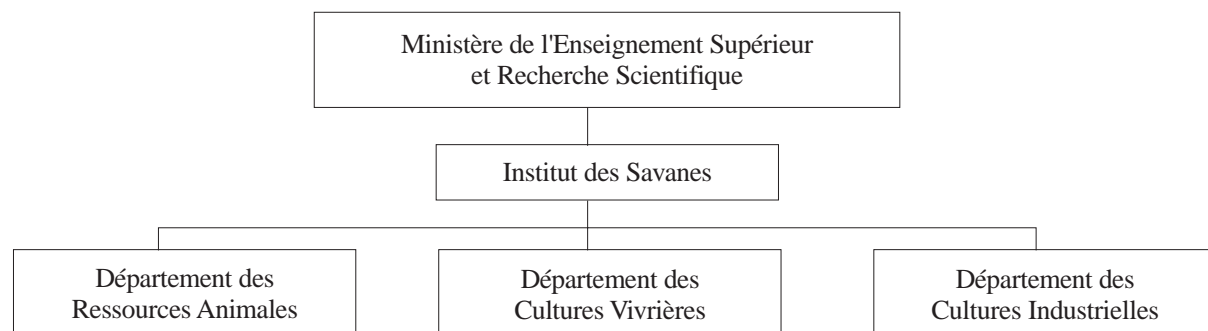 Ministère de l'Enseignement Supérieur
et Recherche Scientifique
Institut des Savanes
Département des
Ressources Animales
Département des
Cultures Vivrières
Département des
Cultures Industrielles